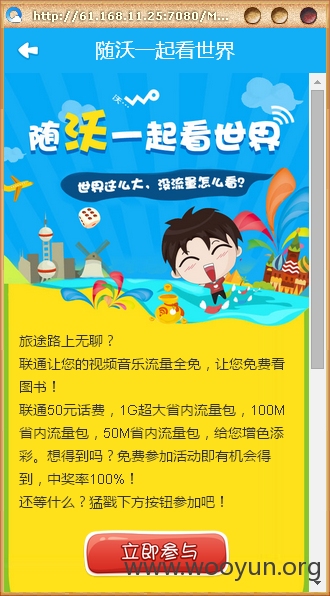 http://61.168.11.25:7080/M...
随沃一起看世界
沃
随沃一起看世界
世界这么大，没流量怎么看？
旅途路上无聊？
联通让您的视频音乐流量全免，让您免费看
图书！
联通50元话费，1G超大省内流量包，100M
省内流量包，50M省内流量包，给您增色添
彩。想得到吗？免费参加活动即有机会得
到，中奖率100%！
还等什么？猛戳下方按钮参加吧！
立即参与
www.wooyun.org